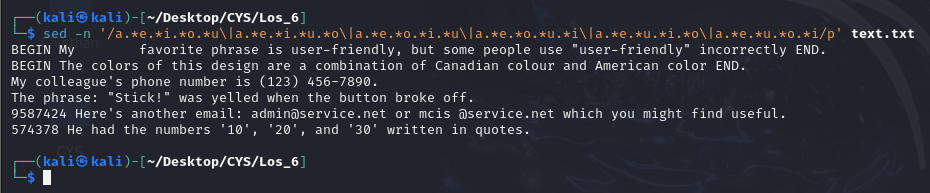 ┌──(kali㉿kali)-[~/Desktop/CYS/Los_6]
└─$ sed -n '/a.*e.*i.*o.*u\|a.*e.*i.*u.*o\|a.*e.*o.*i.*u\|a.*e.*o.*u.*i\|a.*e.*u.*i.*o\|a.*e.*u.*o.*i/p' text.txt
BEGIN My        favorite phrase is user-friendly, but some people use "user-friendly" incorrectly END.
BEGIN The colors of this design are a combination of Canadian colour and American color END.
My colleague's phone number is (123) 456-7890.
The phrase: "Stick!" was yelled when the button broke off.
9587424 Here's another email: admin@service.net or mcis @service.net which you might find useful.
574378 He had the numbers '10', '20', and '30' written in quotes.
┌──(kali㉿kali)-[~/Desktop/CYS/Los_6]
└─$